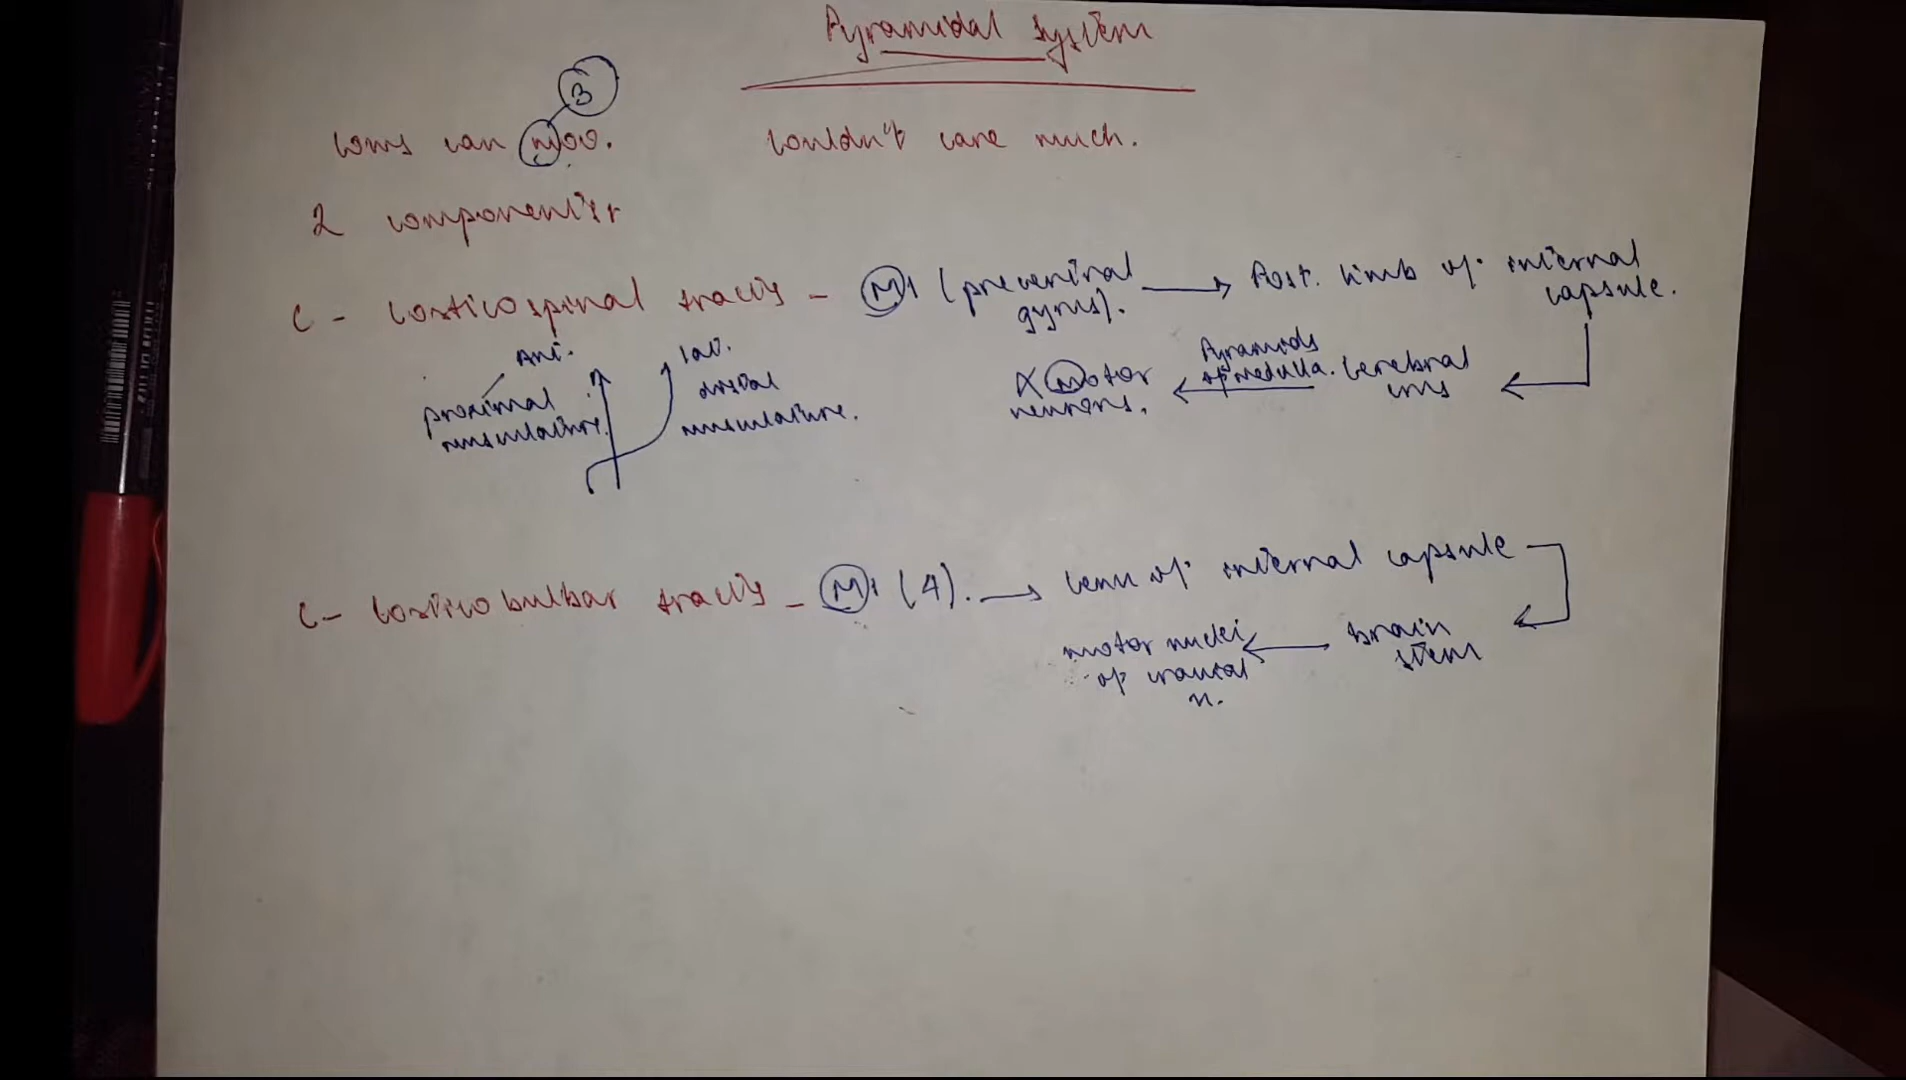 Pyramidal system
3
Cows can moo. Couldn't care much.
2 components:
C - Corticospinal tracts - M1 (precentral gyrus). → Post. limb of internal capsule.
Cerebral crus
Pyramids of medulla.
α Motor neurons.
Ant.
proximal musculature.
Lat.
distal musculature.
C - Corticobulbar tracts - M1 (4). → Genu of internal capsule
Brain stem
motor nuclei of cranial n.